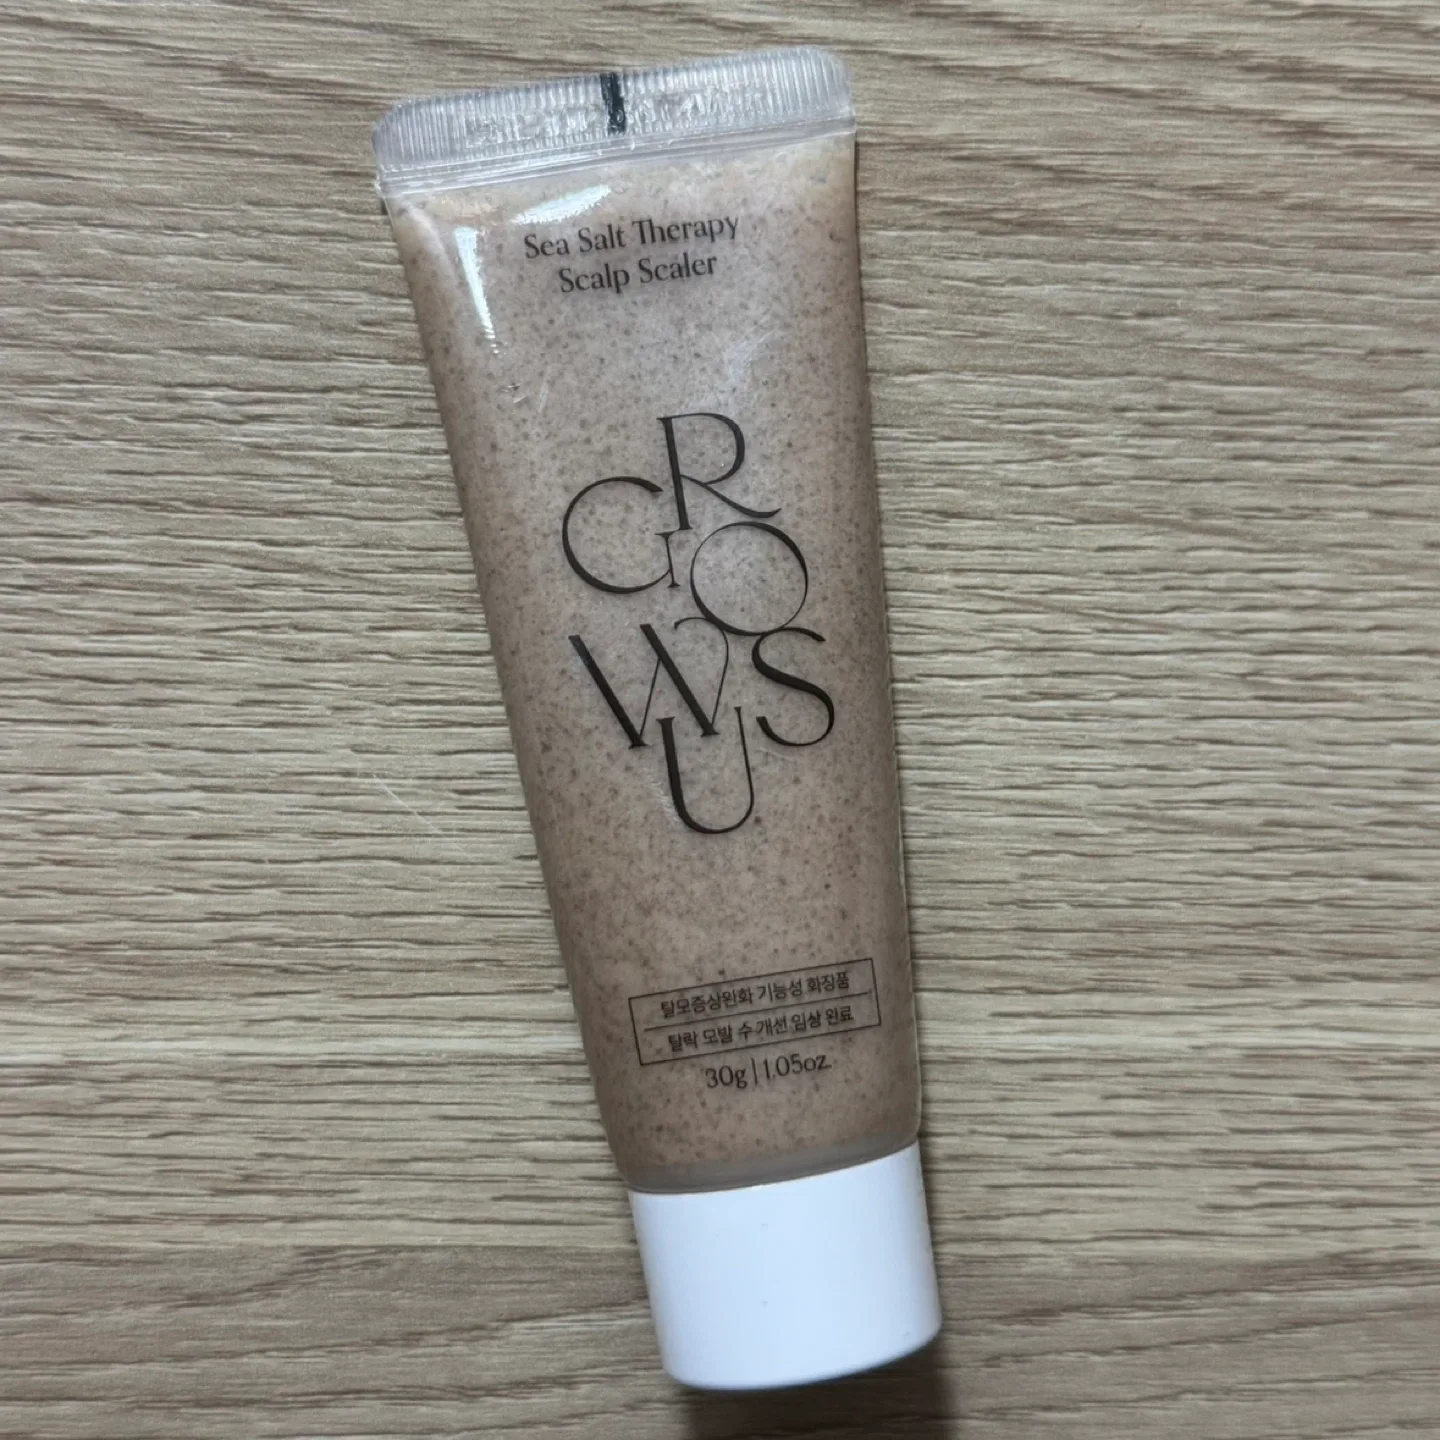 Sea Salt Therapy
Scalp Scaler
GROWUS
탈모증상완화 기능성 화장품
탈락 모발 수 개선 임상 완료
30g | 1.05oz.